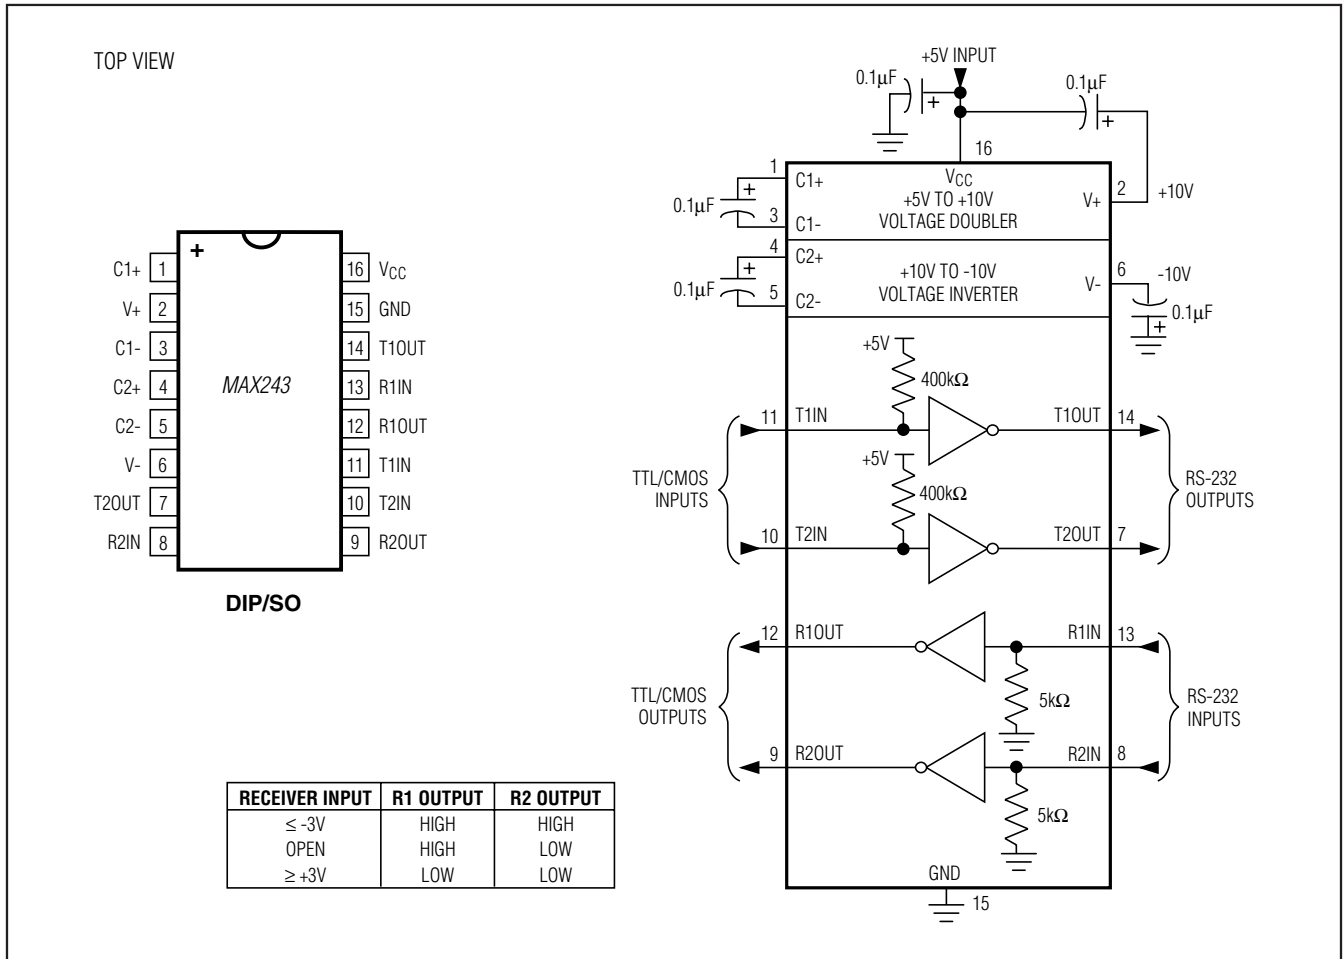 TOP VIEW
C1+ 1
V+ 2
C1- 3
C2+ 4
C2- 5
V- 6
T2OUT 7
R2IN 8
+
MAX243
16 VCC
15 GND
14 T1OUT
13 R1IN
12 R1OUT
11 T1IN
10 T2IN
9 R2OUT
DIP/SO
RECEIVER INPUT R1 OUTPUT R2 OUTPUT
≤ -3V HIGH HIGH
OPEN HIGH LOW
≥ +3V LOW LOW
+5V INPUT
0.1µF
+
0.1µF
+
16
VCC
+5V TO +10V
VOLTAGE DOUBLER
1
C1+
+
0.1µF
3
C1-
V+
2
+10V
4
C2+
+
0.1µF
5
C2-
+10V TO -10V
VOLTAGE INVERTER
V-
6
-10V
0.1µF
+
+5V
400kΩ
11 T1IN
T1OUT 14
+5V
400kΩ
TTL/CMOS
INPUTS
RS-232
OUTPUTS
10 T2IN
T2OUT 7
12 R1OUT
R1IN 13
5kΩ
TTL/CMOS
OUTPUTS
RS-232
INPUTS
9 R2OUT
R2IN 8
5kΩ
GND
15